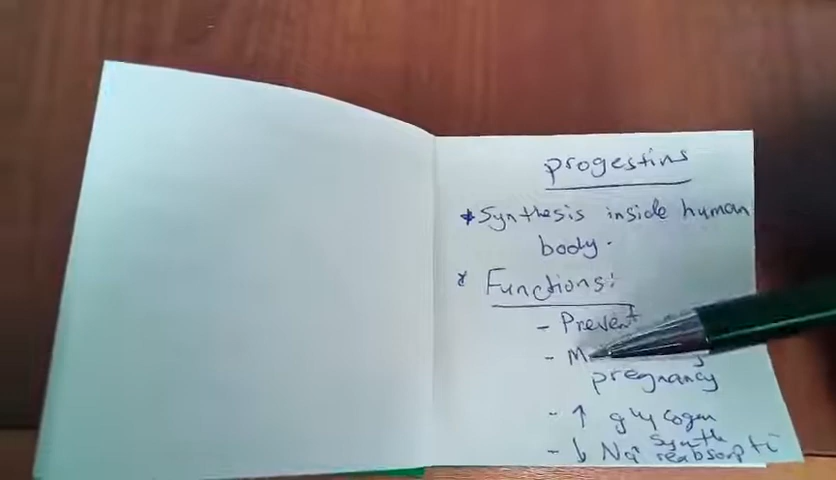 progestins
* Synthesis inside human
body.
* Functions:
- Prevent
-
pregnancy
- ↑ glycogen
synth
- ↓ Na⁺ reabsorpti